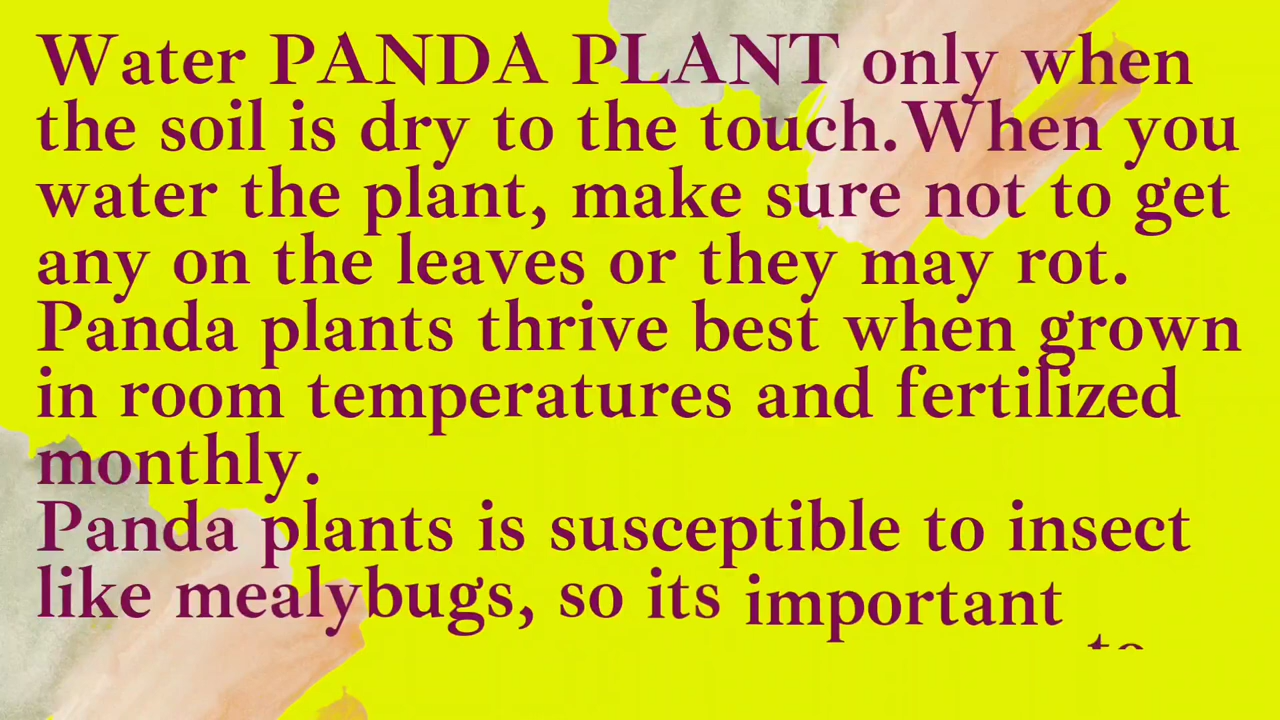 Water PANDA PLANT only when
the soil is dry to the touch.When you
water the plant, make sure not to get
any on the leaves or they may rot.
Panda plants thrive best when grown
in room temperatures and fertilized
monthly.
Panda plants is susceptible to insect
like mealybugs, so its important
to